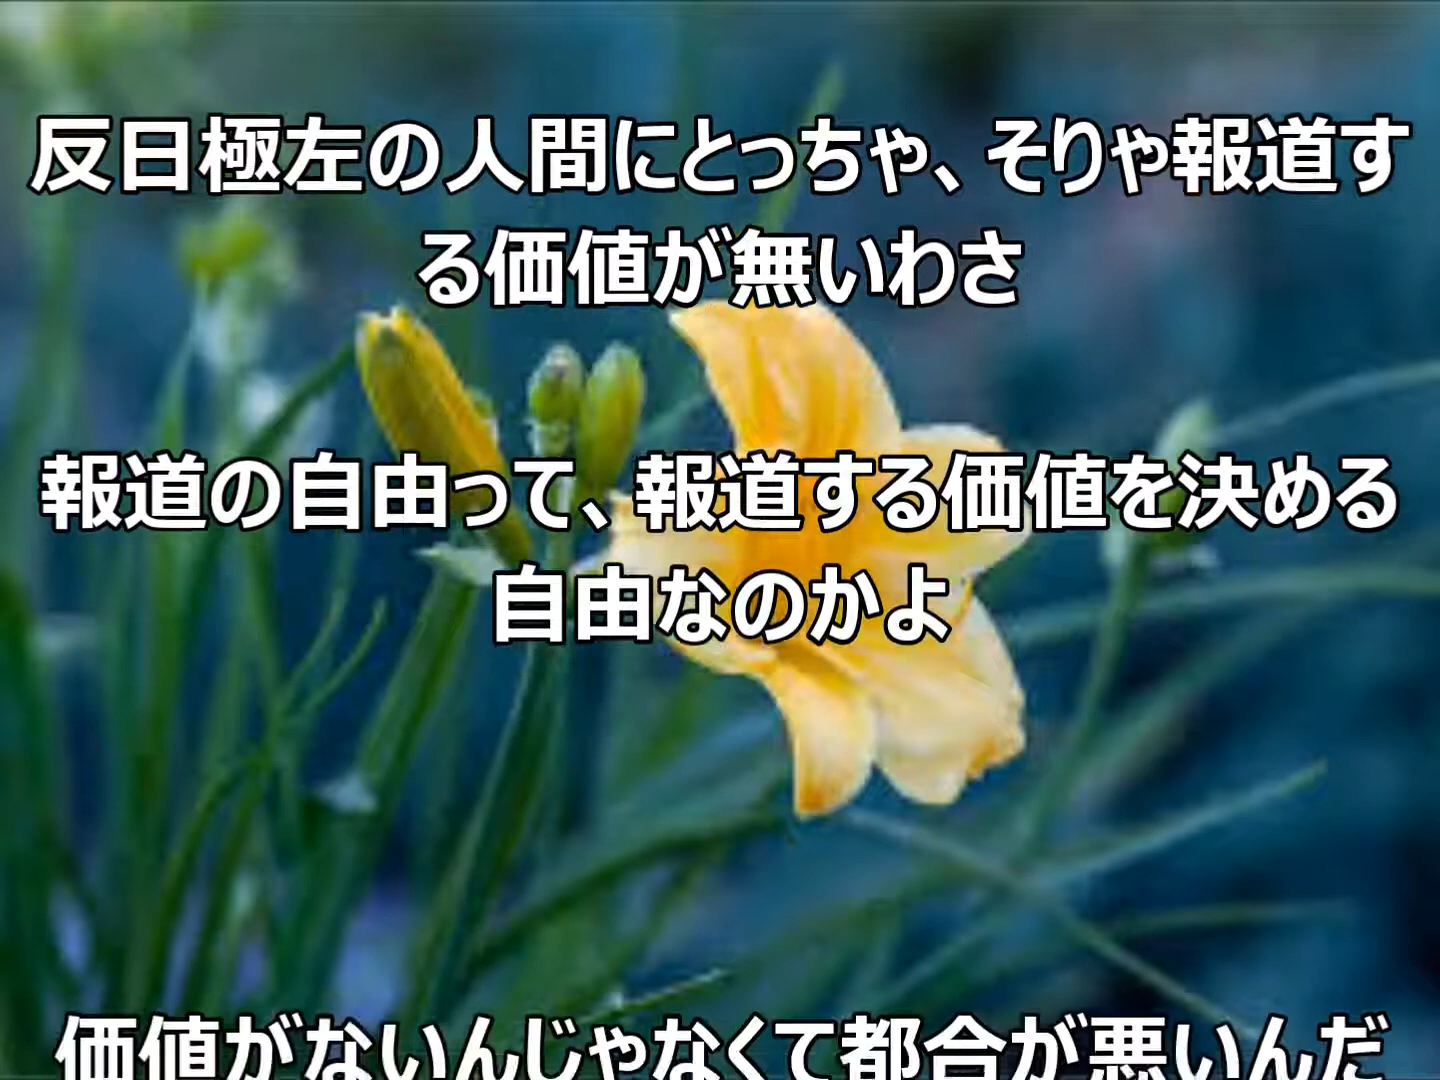 反日極左の人間にとっちゃ、そりゃ報道す
る価値が無いわさ
報道の自由って、報道する価値を決める
自由なのかよ
価値がないんじゃなくて都合が悪いんだ